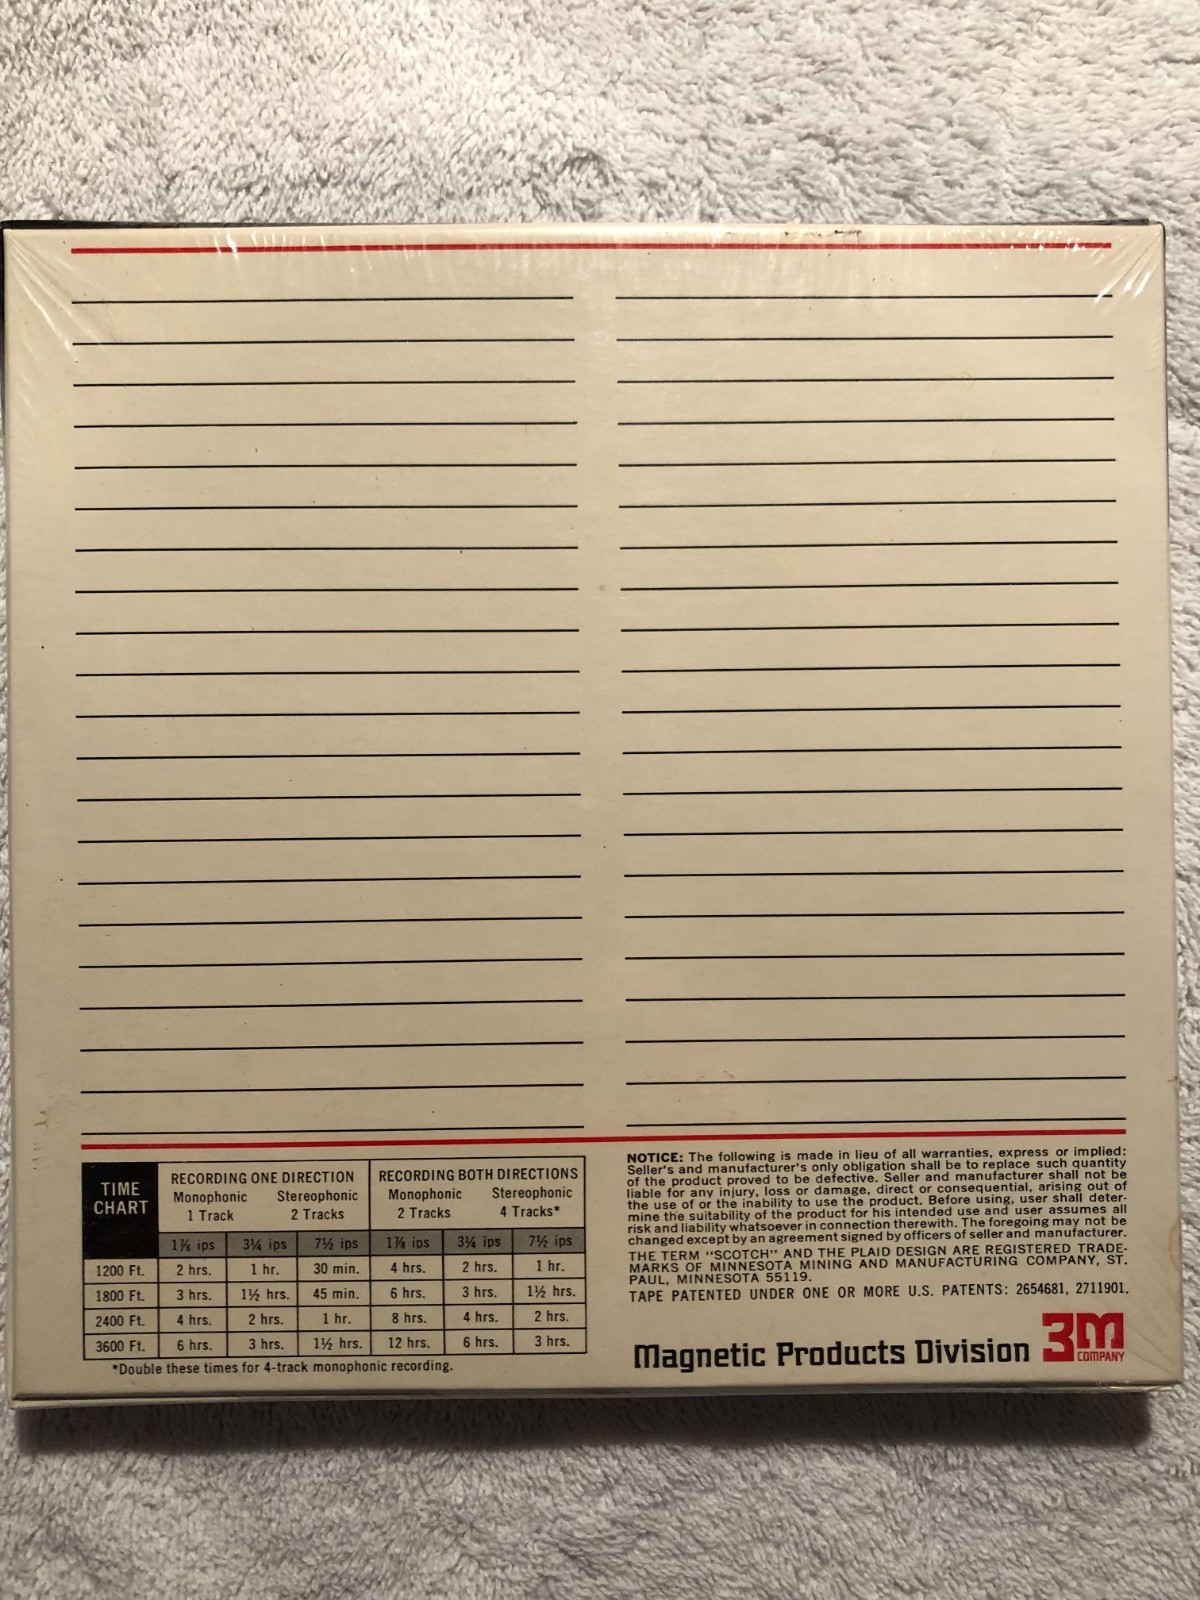 TIME CHART
RECORDING ONE DIRECTION
RECORDING BOTH DIRECTIONS
Monophonic 1 Track
Stereophonic 2 Tracks
Monophonic 2 Tracks
Stereophonic 4 Tracks*
1⅞ ips 3¾ ips 7½ ips 1⅞ ips 3¾ ips 7½ ips
1200 Ft. 2 hrs. 1 hr. 30 min. 4 hrs. 2 hrs. 1 hr.
1800 Ft. 3 hrs. 1½ hrs. 45 min. 6 hrs. 3 hrs. 1½ hrs.
2400 Ft. 4 hrs. 2 hrs. 1 hr. 8 hrs. 4 hrs. 2 hrs.
3600 Ft. 6 hrs. 3 hrs. 1½ hrs. 12 hrs. 6 hrs. 3 hrs.
*Double these times for 4-track monophonic recording.
NOTICE: The following is made in lieu of all warranties, express or implied:
Seller's and manufacturer's only obligation shall be to replace such quantity
of the product proved to be defective. Seller and manufacturer shall not be
liable for any injury, loss or damage, direct or consequential, arising out of
the use of or the inability to use the product. Before using, user shall deter-
mine the suitability of the product for his intended use and user assumes all
risk and liability whatsoever in connection therewith. The foregoing may not be
changed except by an agreement signed by officers of seller and manufacturer.
THE TERM "SCOTCH" AND THE PLAID DESIGN ARE REGISTERED TRADE-
MARKS OF MINNESOTA MINING AND MANUFACTURING COMPANY, ST.
PAUL, MINNESOTA 55119.
TAPE PATENTED UNDER ONE OR MORE U.S. PATENTS: 2654681, 2711901.
Magnetic Products Division 3M COMPANY